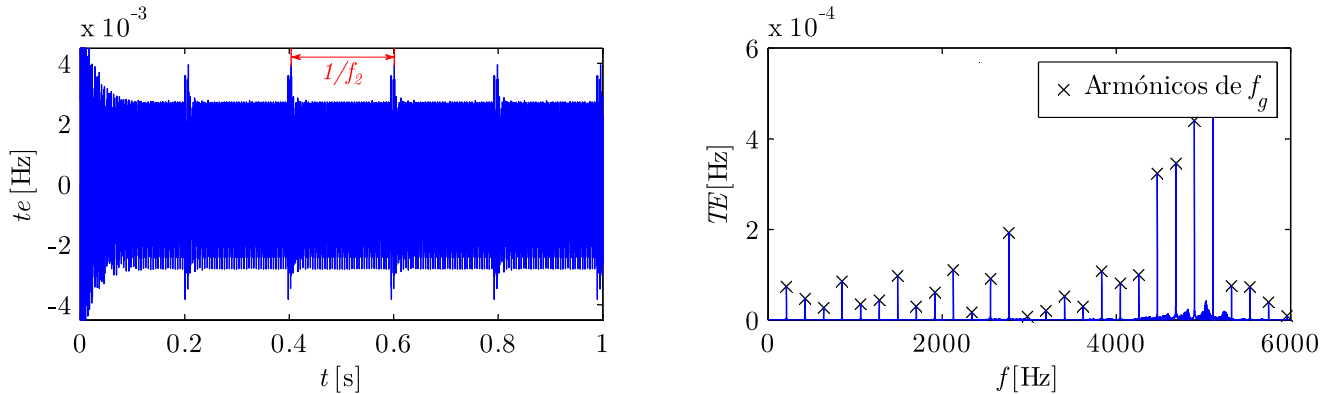 x 10⁻³
4
2
0
-2
-4
te [Hz]
0
0.2
0.4
0.6
0.8
1
t [s]
1/f₂
x 10⁻⁴
6
4
2
0
TE [Hz]
0
2000
4000
6000
f [Hz]
× Armónicos de f_g